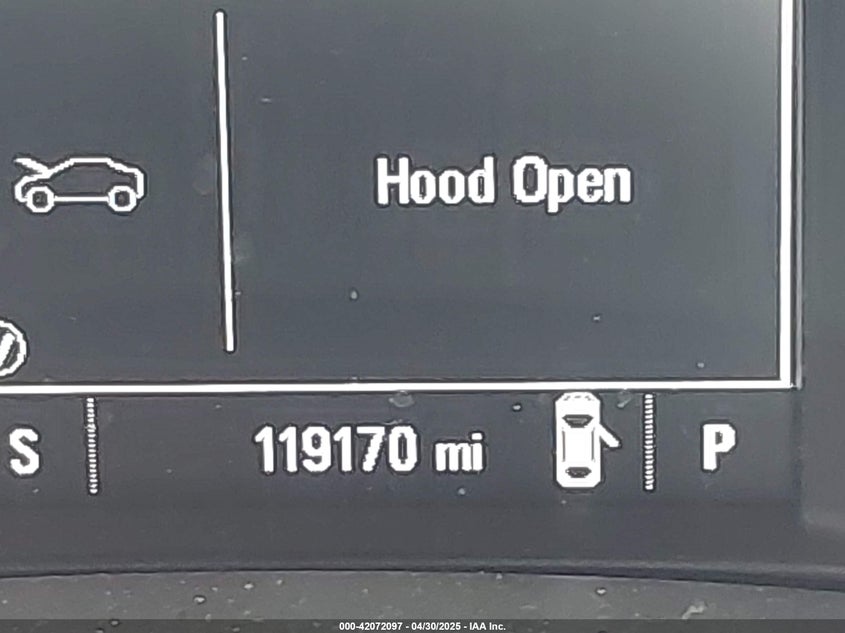 Hood Open
S 119170 mi P
000-42072097 - 04/30/2025 - IAA Inc.